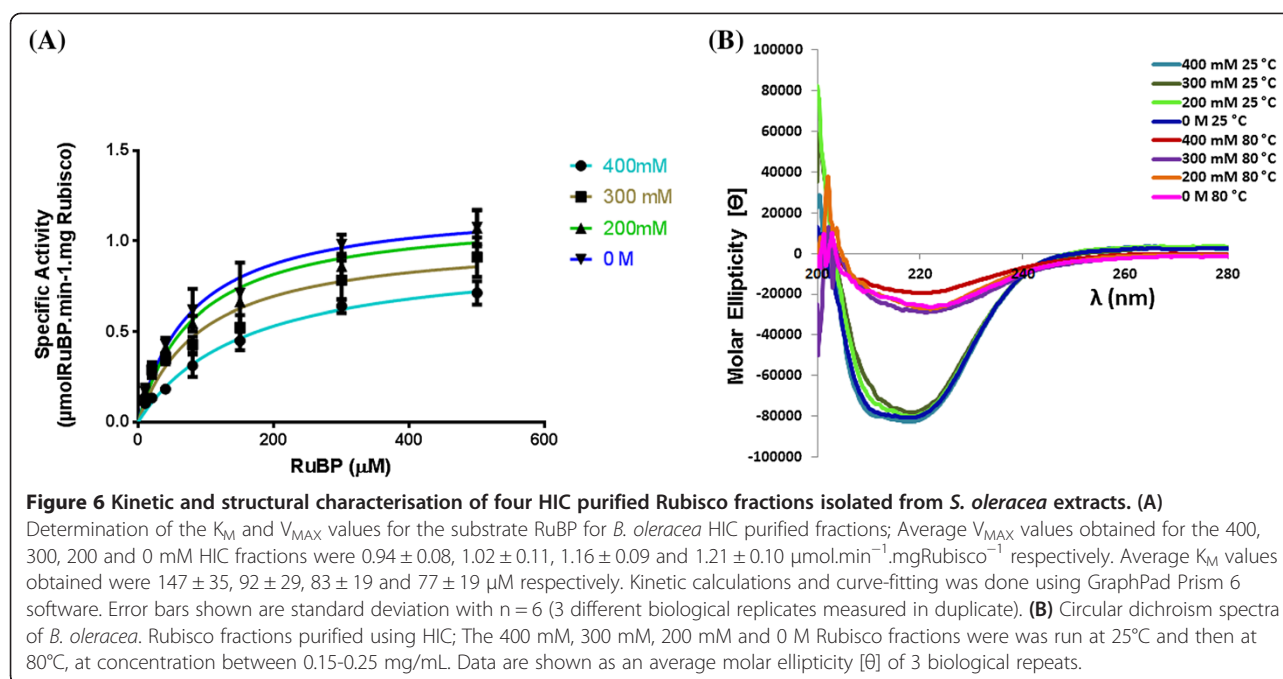 (A)
1.5
1.0
0.5
0.0
Specific Activity
(µmolRuBP.min-1.mg Rubisco)
0
200
400
600
RuBP (µM)
400mM
300 mM
200mM
0 M
(B)
100000
80000
60000
40000
20000
0
-20000
-40000
-60000
-80000
-100000
Molar Ellipticity [Θ]
200
220
240
260
280
λ (nm)
400 mM 25 °C
300 mM 25 °C
200 mM 25 °C
0 M 25 °C
400 mM 80 °C
300 mM 80 °C
200 mM 80 °C
0 M 80 °C
Figure 6 Kinetic and structural characterisation of four HIC purified Rubisco fractions isolated from S. oleracea extracts. (A)
Determination of the KM and VMAX values for the substrate RuBP for B. oleracea HIC purified fractions; Average VMAX values obtained for the 400,
300, 200 and 0 mM HIC fractions were 0.94 ± 0.08, 1.02 ± 0.11, 1.16 ± 0.09 and 1.21 ± 0.10 µmol.min⁻¹.mgRubisco⁻¹ respectively. Average KM values
obtained were 147 ± 35, 92 ± 29, 83 ± 19 and 77 ± 19 µM respectively. Kinetic calculations and curve-fitting was done using GraphPad Prism 6
software. Error bars shown are standard deviation with n = 6 (3 different biological replicates measured in duplicate). (B) Circular dichroism spectra
of B. oleracea. Rubisco fractions purified using HIC; The 400 mM, 300 mM, 200 mM and 0 M Rubisco fractions were was run at 25°C and then at
80°C, at concentration between 0.15-0.25 mg/mL. Data are shown as an average molar ellipticity [θ] of 3 biological repeats.